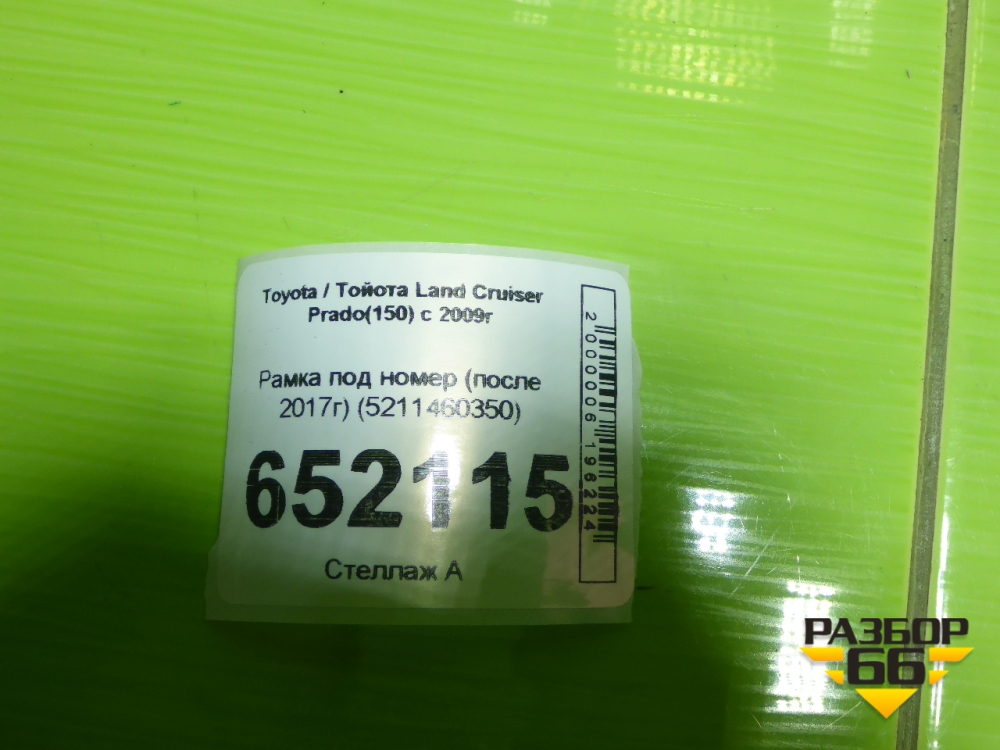 Toyota / Тойота Land Cruiser
Prado(150) с 2009г
Рамка под номер (после
2017г) (5211460350)
652115
Стеллаж А
2000006196224
РАЗБОР
66